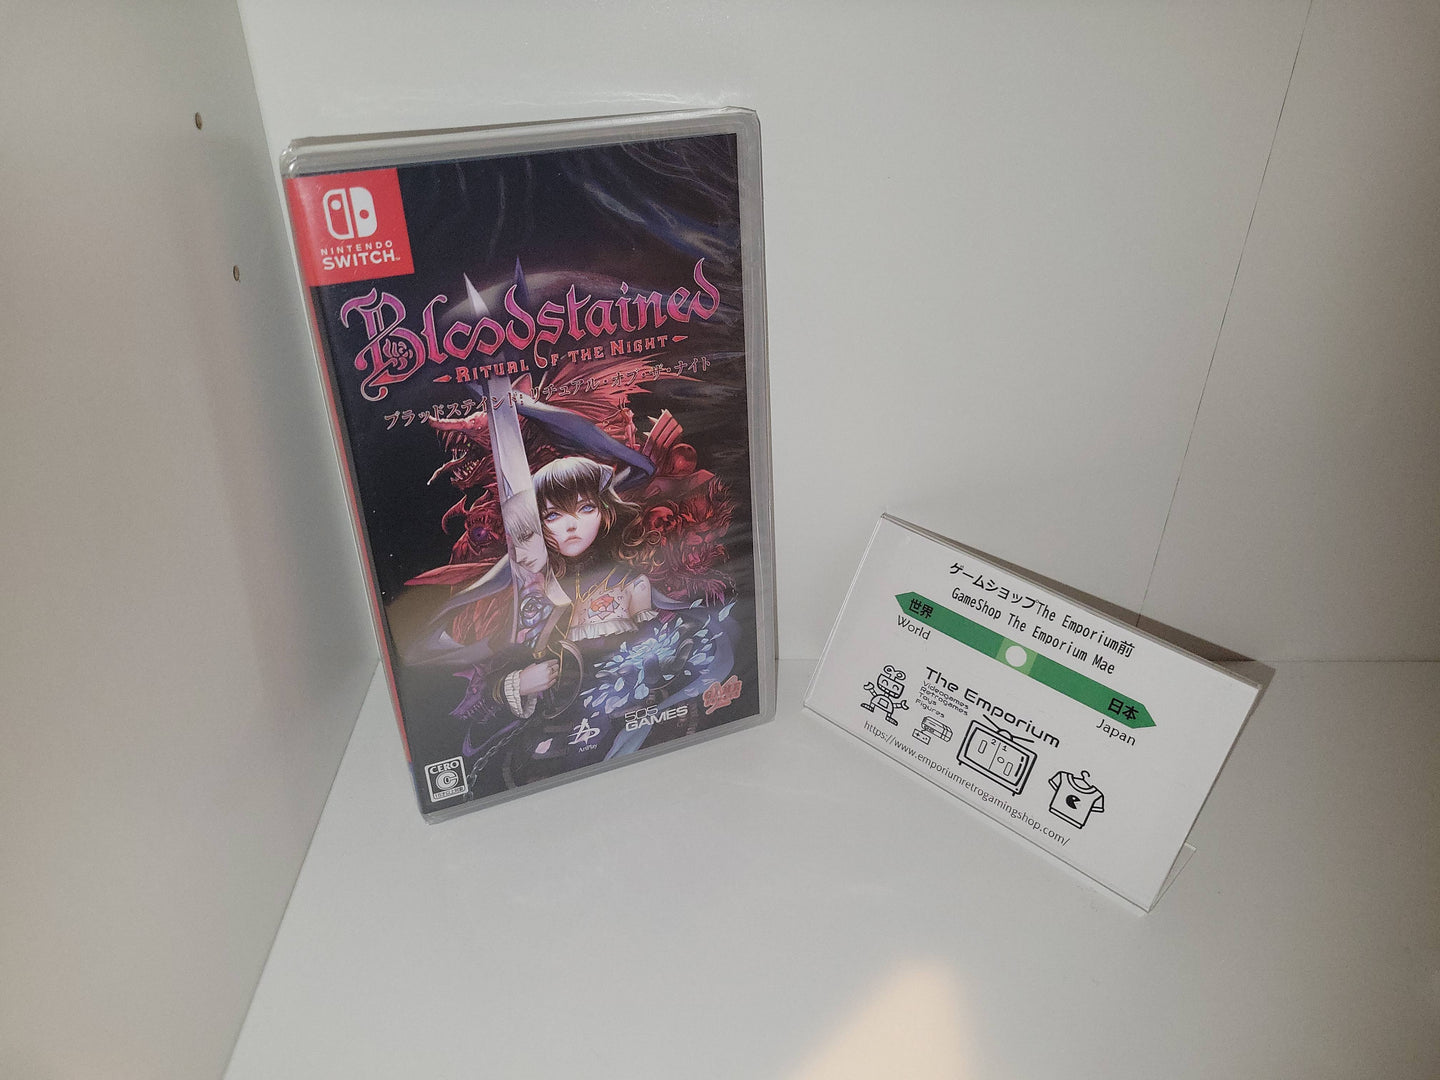 NINTENDO
SWITCH
Bloodstained
RITUAL OF THE NIGHT
ブラッドステインド:リチュアル・オブ・ザ・ナイト
ArtPlay
505
GAMES
CERO
C
ゲームショップThe Emporium前
GameShop The Emporium Mae
世界
World
日本
Japan
The Emporium
Videogames
Retrogames
Toys
Figures
https://www.emporiumretrogamingshop.com/